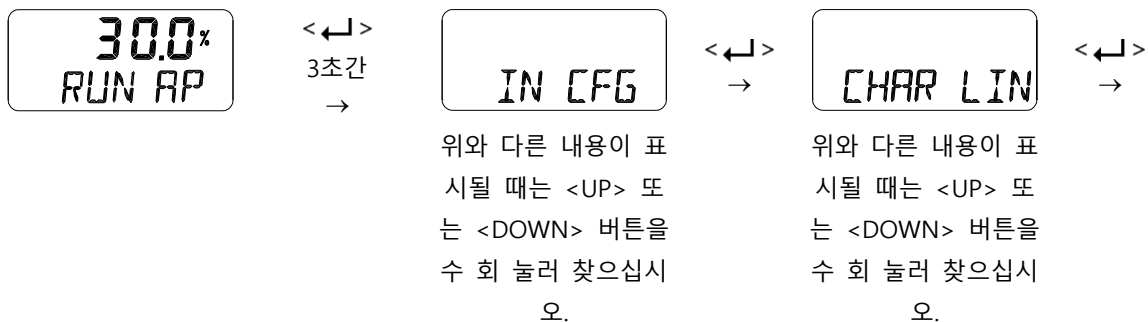 30.0%
RUN AP
<↵>
3초간
→
IN CFG
위와 다른 내용이 표
시될 때는 <UP> 또
는 <DOWN> 버튼을
수 회 눌러 찾으십시
오.
<↵>
→
CHAR LIN
위와 다른 내용이 표
시될 때는 <UP> 또
는 <DOWN> 버튼을
수 회 눌러 찾으십시
오.
<↵>
→